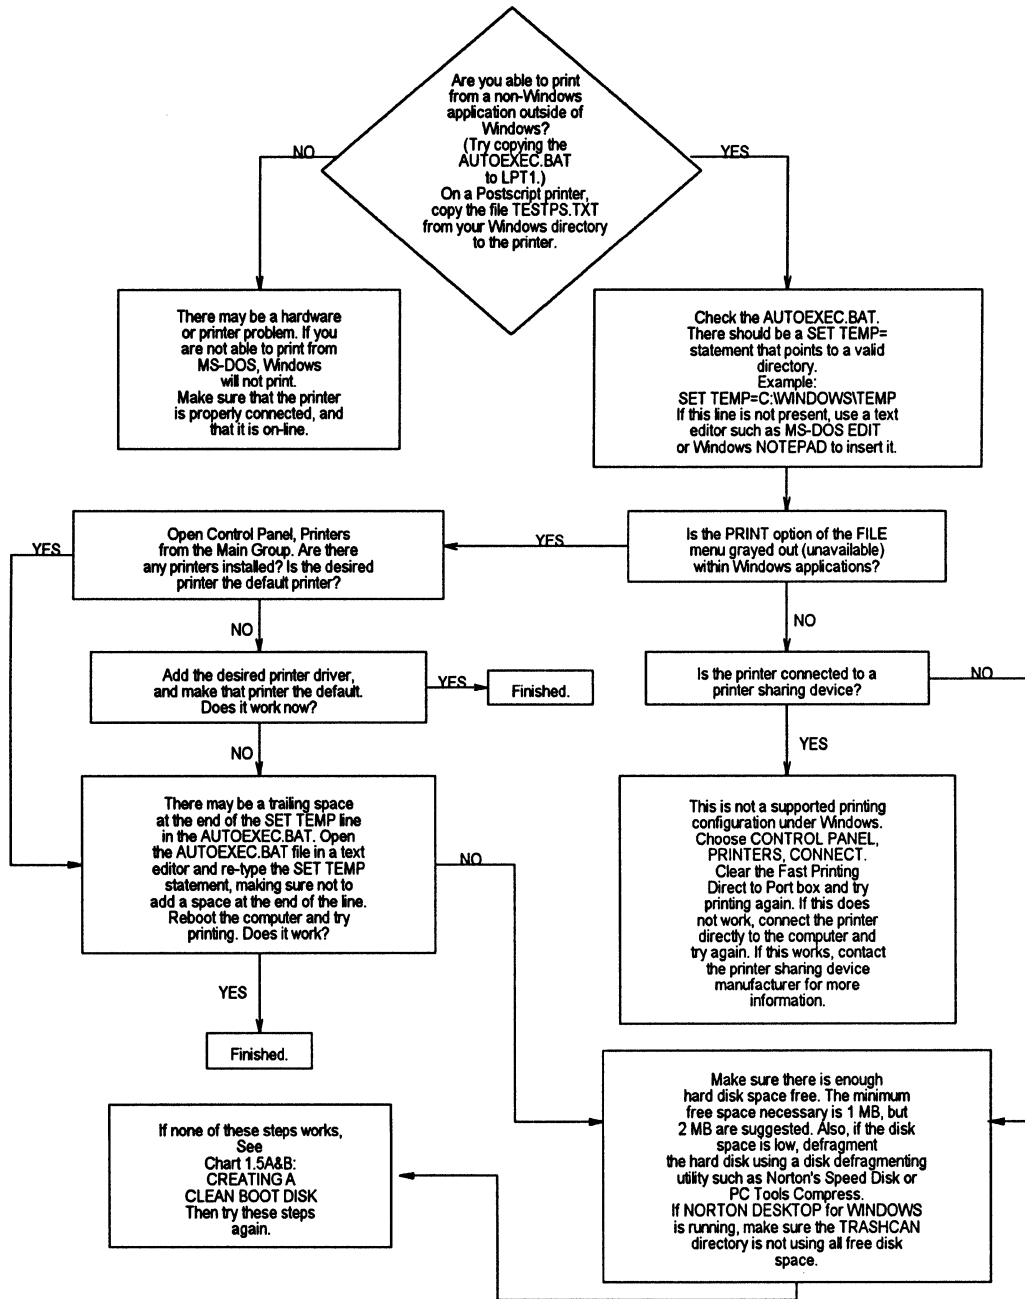 Are you able to print
from a non-Windows
application outside of
Windows?
(Try copying the
AUTOEXEC.BAT
to LPT1.)
On a Postscript printer,
copy the file TESTPS.TXT
from your Windows directory
to the printer.
NO
YES
There may be a hardware
or printer problem. If you
are not able to print from
MS-DOS, Windows
will not print.
Make sure that the printer
is properly connected, and
that it is on-line.
Check the AUTOEXEC.BAT.
There should be a SET TEMP=
statement that points to a valid
directory.
Example:
SET TEMP=C:\WINDOWS\TEMP
If this line is not present, use a text
editor such as MS-DOS EDIT
or Windows NOTEPAD to insert it.
Is the PRINT option of the FILE
menu grayed out (unavailable)
within Windows applications?
YES
Open Control Panel, Printers
from the Main Group. Are there
any printers installed? Is the desired
printer the default printer?
YES
NO
NO
Add the desired printer driver,
and make that printer the default.
Does it work now?
YES
Finished.
Is the printer connected to a
printer sharing device?
NO
NO
YES
There may be a trailing space
at the end of the SET TEMP line
in the AUTOEXEC.BAT. Open
the AUTOEXEC.BAT file in a text
editor and re-type the SET TEMP
statement, making sure not to
add a space at the end of the line.
Reboot the computer and try
printing. Does it work?
NO
YES
Finished.
This is not a supported printing
configuration under Windows.
Choose CONTROL PANEL,
PRINTERS, CONNECT.
Clear the Fast Printing
Direct to Port box and try
printing again. If this does
not work, connect the printer
directly to the computer and
try again. If this works, contact
the printer sharing device
manufacturer for more
information.
Make sure there is enough
hard disk space free. The minimum
free space necessary is 1 MB, but
2 MB are suggested. Also, if the disk
space is low, defragment
the hard disk using a disk defragmenting
utility such as Norton's Speed Disk or
PC Tools Compress.
If NORTON DESKTOP for WINDOWS
is running, make sure the TRASHCAN
directory is not using all free disk
space.
If none of these steps works,
See
Chart 1.5A&B:
CREATING A
CLEAN BOOT DISK
Then try these steps
again.